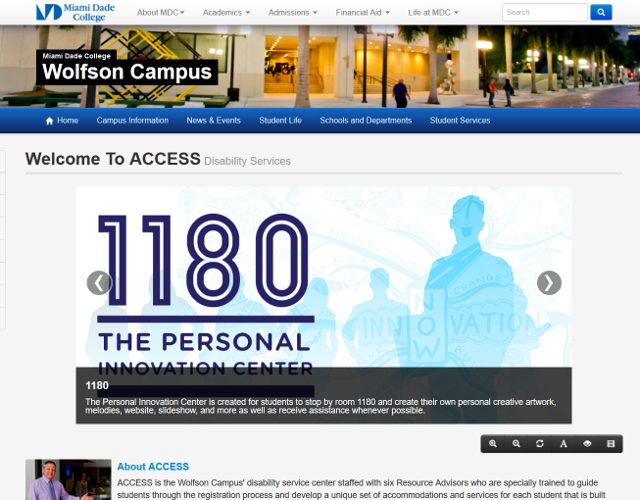 Miami Dade
College
About MDC
Academics
Admissions
Financial Aid
Life at MDC
Search
Miami Dade College
Wolfson Campus
Home
Campus Information
News & Events
Student Life
Schools and Departments
Student Services
Welcome To ACCESS Disability Services
1180
THE PERSONAL
INNOVATION CENTER
INNOVATION
NOW
1180
The Personal Innovation Center is created for students to stop by room 1180 and create their own personal creative artwork,
melodies, website, slideshow, and more as well as receive assistance whenever possible.
A
About ACCESS
ACCESS is the Wolfson Campus' disability service center staffed with six Resource Advisors who are specially trained to guide
students through the registration process and develop a unique set of accommodations and services for each student that is built